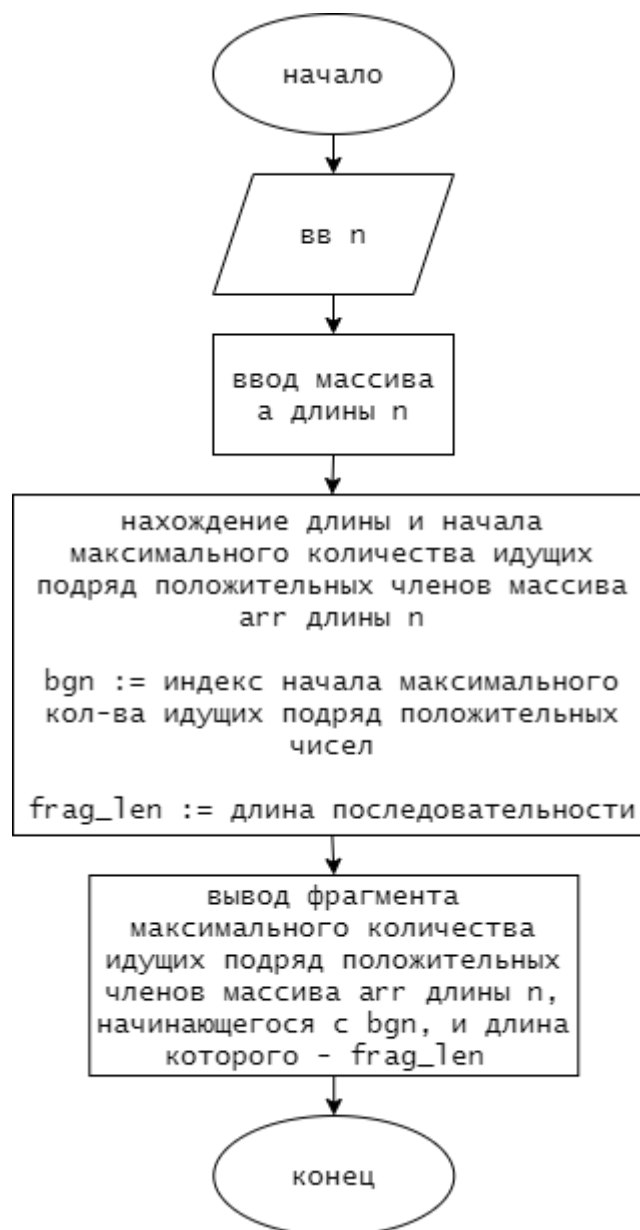 начало
вв n
ввод массива
а длины n
нахождение длины и начала
максимального количества идущих
подряд положительных членов массива
arr длины n
bgn := индекс начала максимального
кол-ва идущих подряд положительных
чисел
frag_len := длина последовательности
вывод фрагмента
максимального количества
идущих подряд положительных
членов массива arr длины n,
начинающегося с bgn, и длина
которого - frag_len
конец